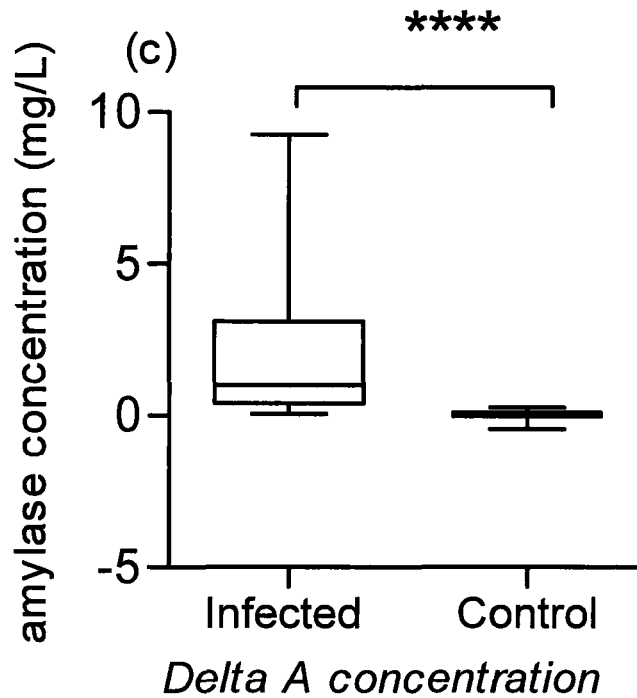 (c)
****
amylase concentration (mg/L)
10
5
0
-5
Infected
Control
Delta A concentration